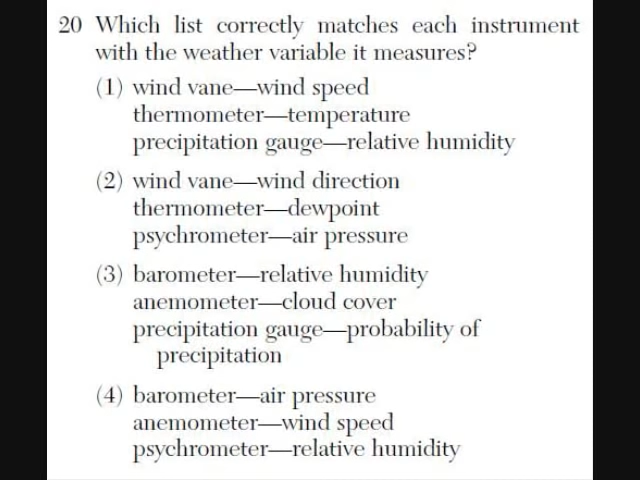 20 Which list correctly matches each instrument
with the weather variable it measures?
(1) wind vane—wind speed
thermometer—temperature
precipitation gauge—relative humidity
(2) wind vane—wind direction
thermometer—dewpoint
psychrometer—air pressure
(3) barometer—relative humidity
anemometer—cloud cover
precipitation gauge—probability of
precipitation
(4) barometer—air pressure
anemometer—wind speed
psychrometer—relative humidity